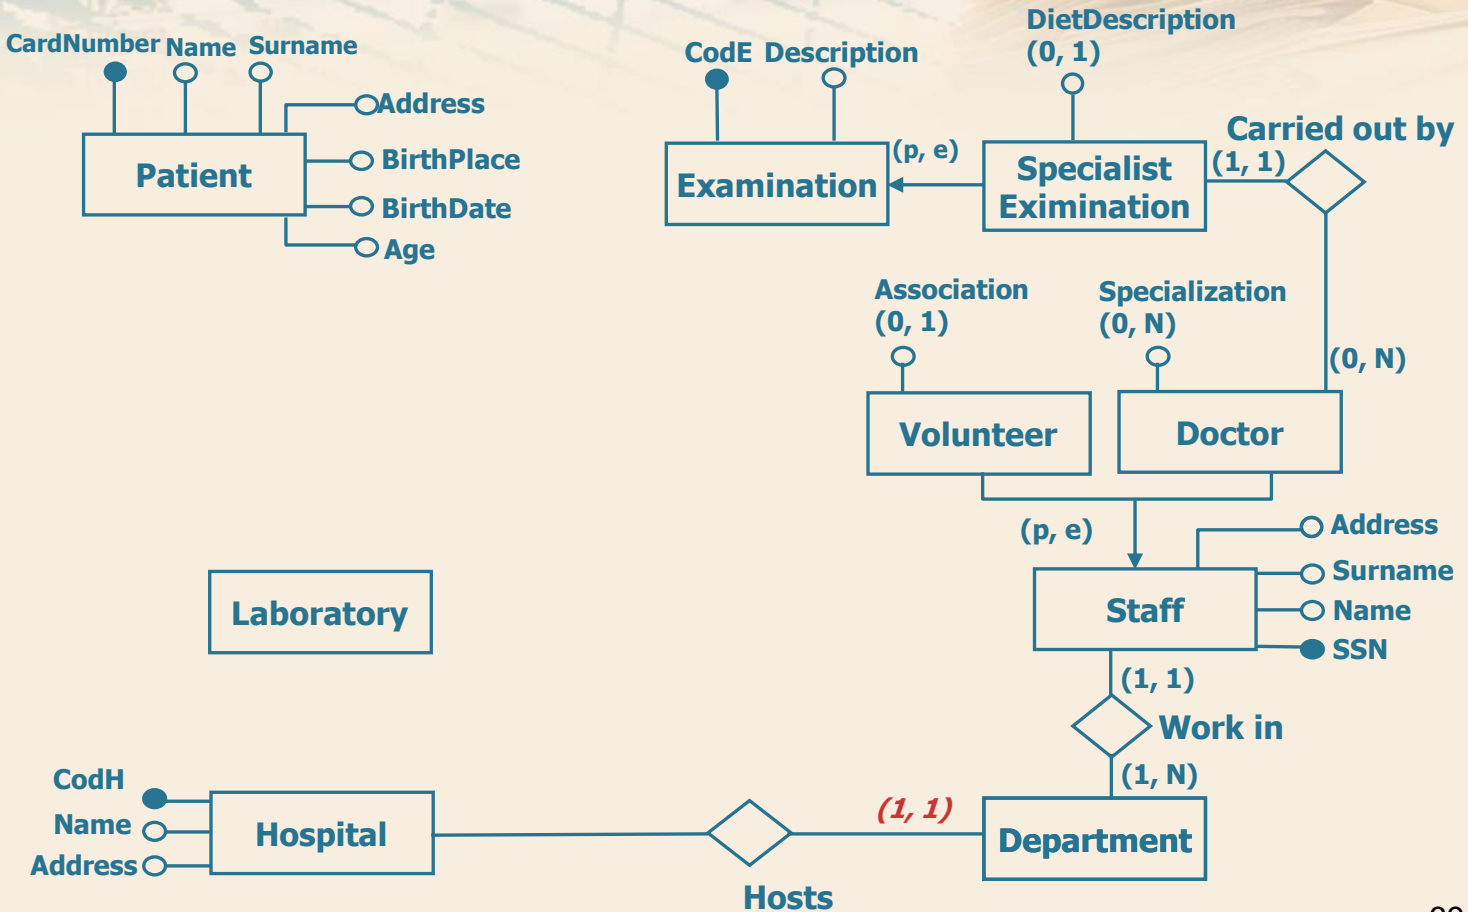 DietDescription
(0, 1)
CardNumber Name Surname
CodE Description
Address
Carried out by
(p, e)
(1, 1)
Patient
BirthPlace
Examination
Specialist
Eximination
BirthDate
Age
Association
(0, 1)
Specialization
(0, N)
(0, N)
Volunteer
Doctor
(p, e)
Address
Surname
Laboratory
Staff
Name
SSN
(1, 1)
Work in
(1, N)
CodH
(1, 1)
Name
Hospital
Department
Address
Hosts